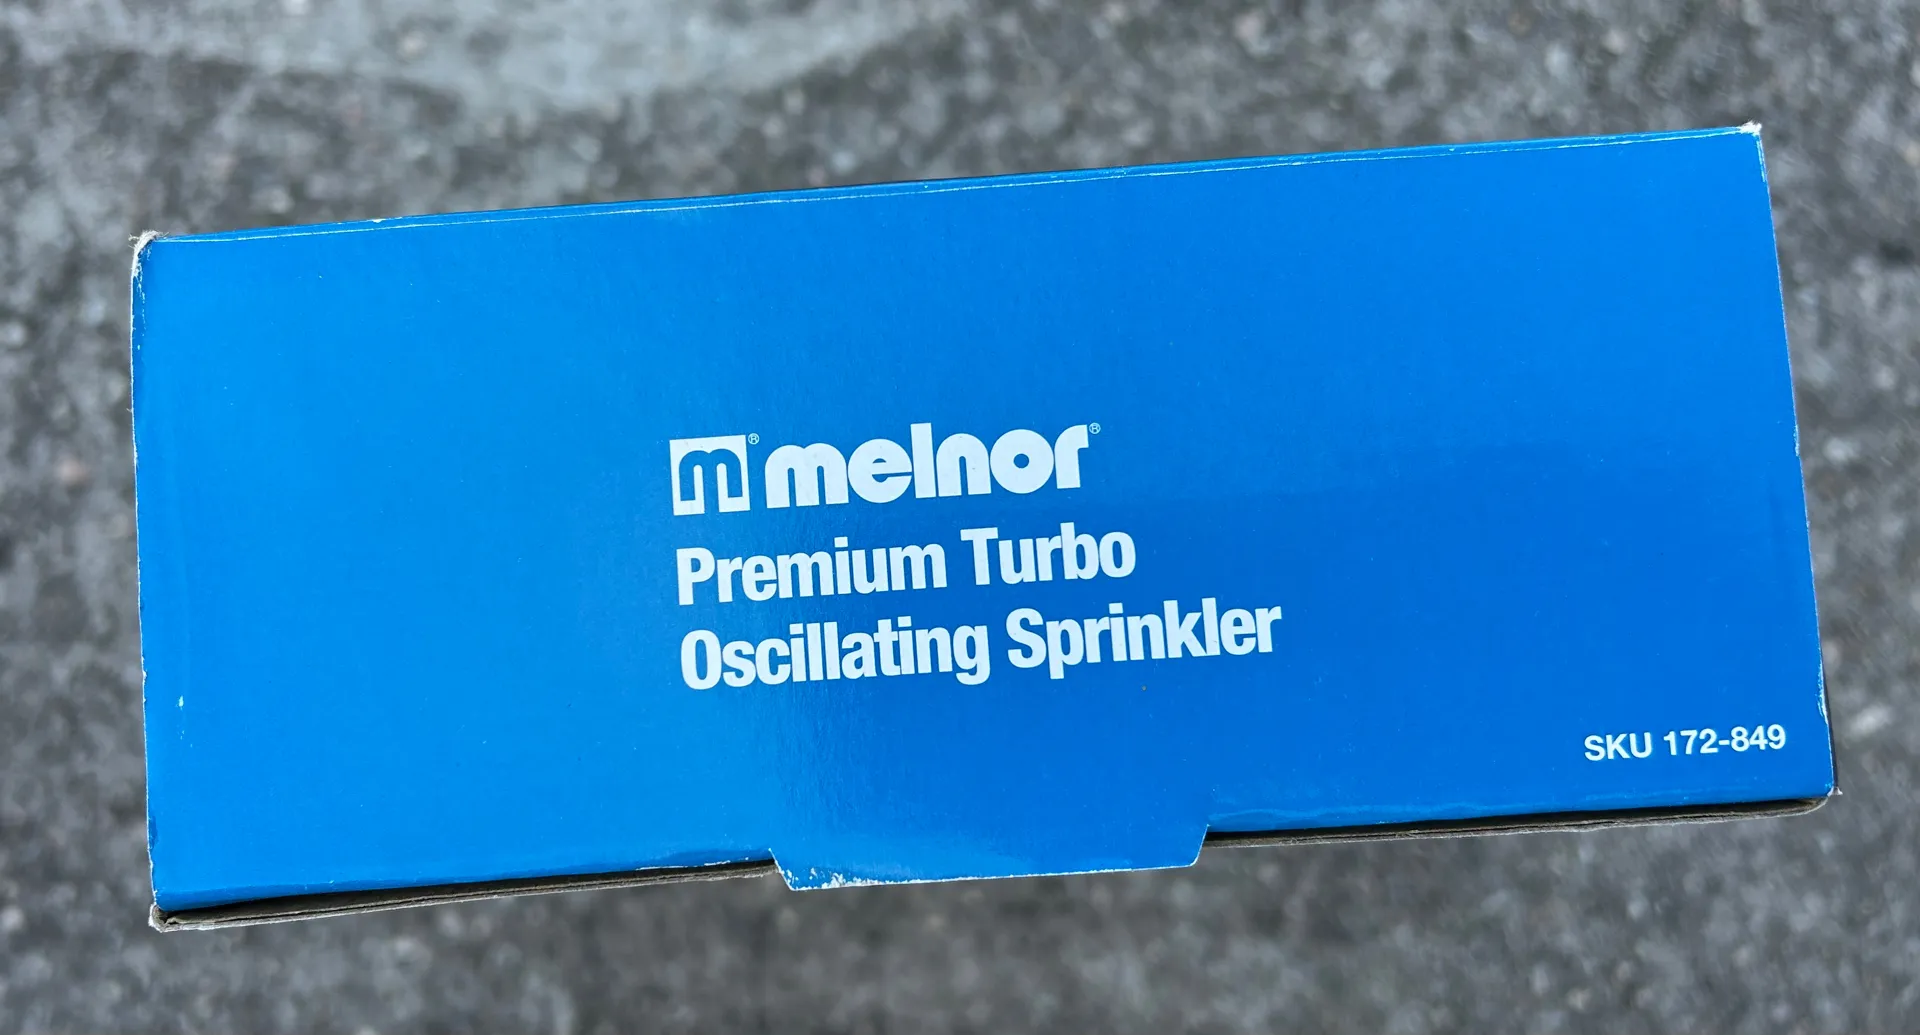 m® melnor®
Premium Turbo
Oscillating Sprinkler
SKU 172-849